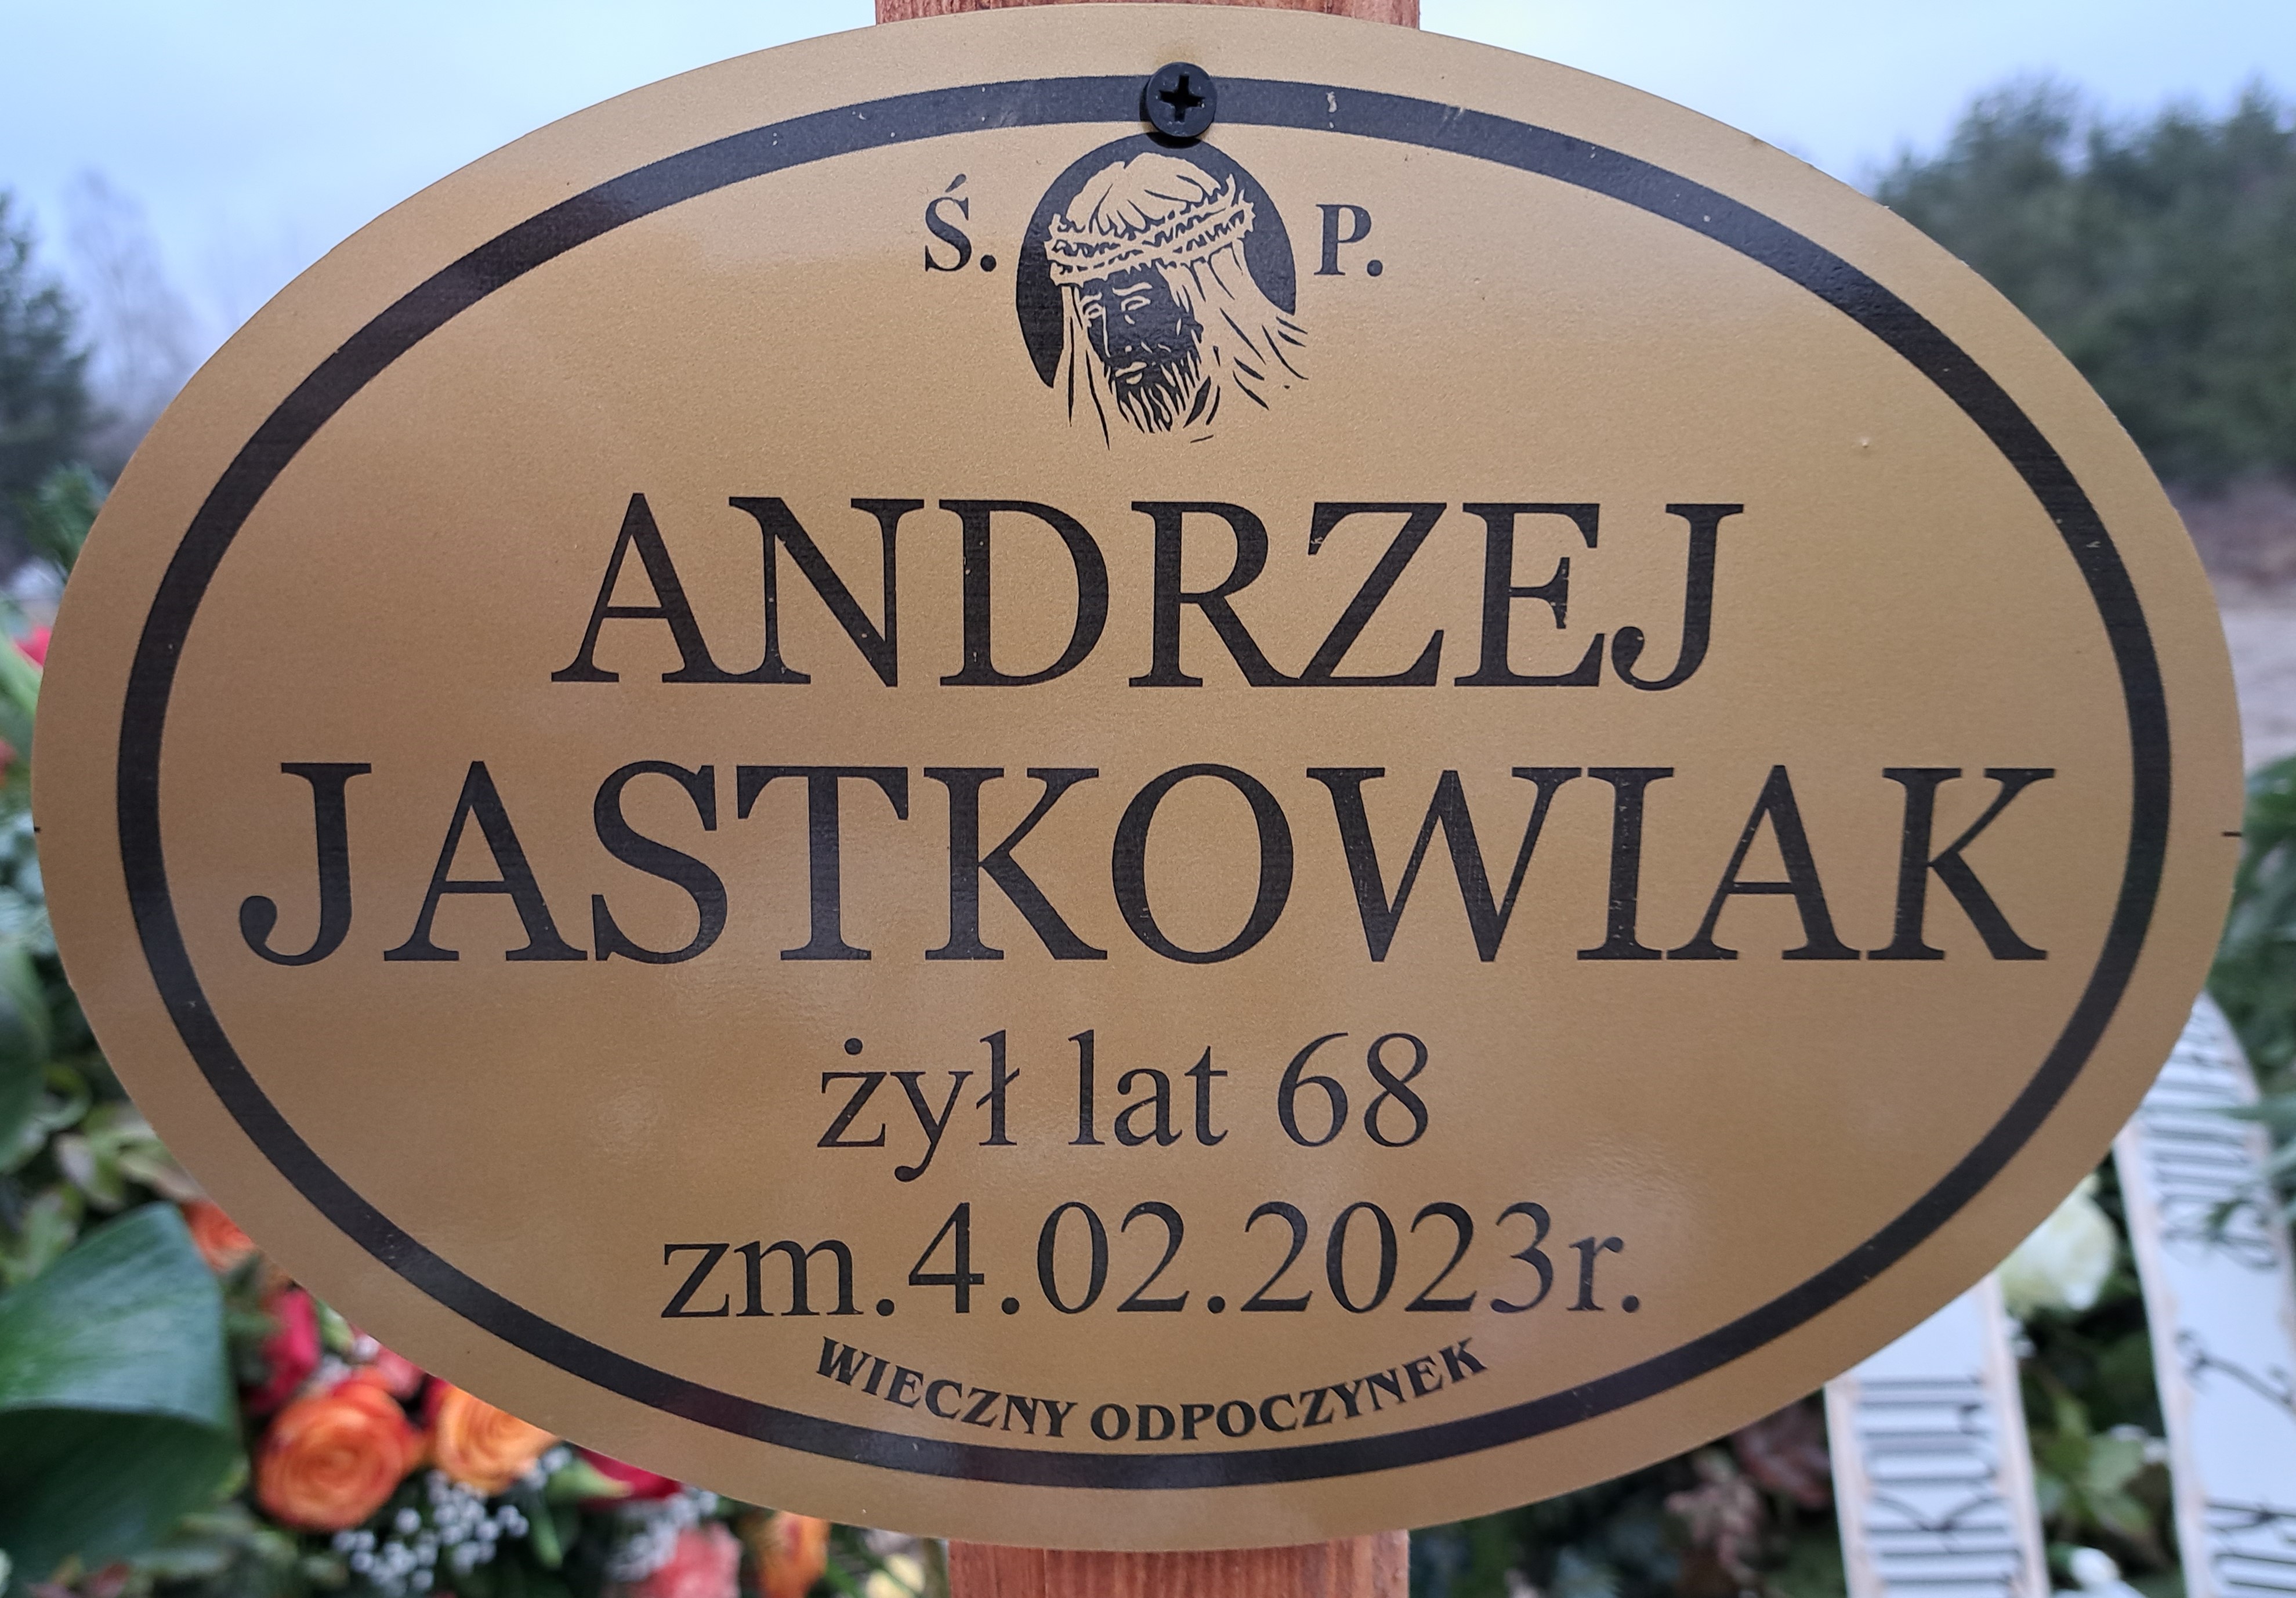 Ś. P.
ANDRZEJ
JASTKOWIAK
żył lat 68
zm.4.02.2023r.
WIECZNY ODPOCZYNEK